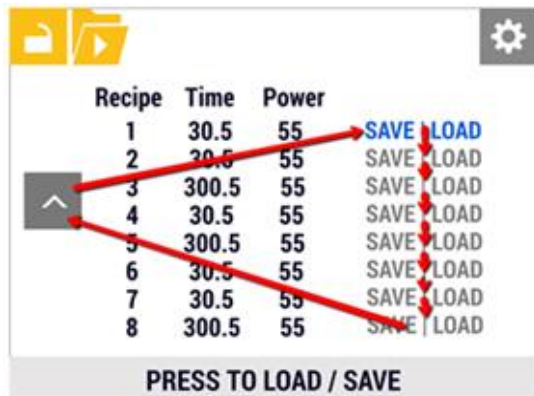 Recipe Time Power
1 30.5 55 SAVE | LOAD
2 30.5 55 SAVE | LOAD
3 300.5 55 SAVE | LOAD
4 30.5 55 SAVE | LOAD
5 300.5 55 SAVE | LOAD
6 30.5 55 SAVE | LOAD
7 30.5 55 SAVE | LOAD
8 300.5 55 SAVE | LOAD
PRESS TO LOAD / SAVE